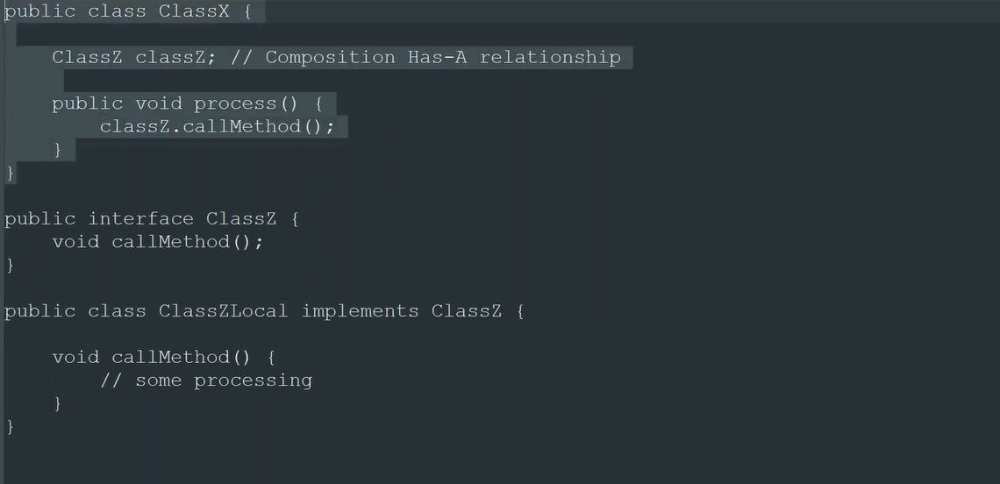 public class ClassX {
ClassZ classZ; // Composition Has-A relationship
public void process() {
classZ.callMethod();
}
}
public interface ClassZ {
void callMethod();
}
public class ClassZLocal implements ClassZ {
void callMethod() {
// some processing
}
}